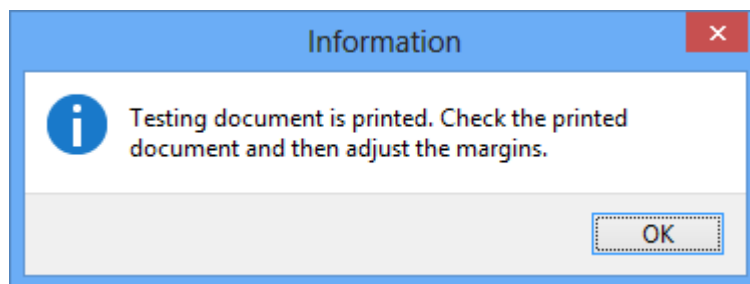 Information
Testing document is printed. Check the printed
document and then adjust the margins.
OK